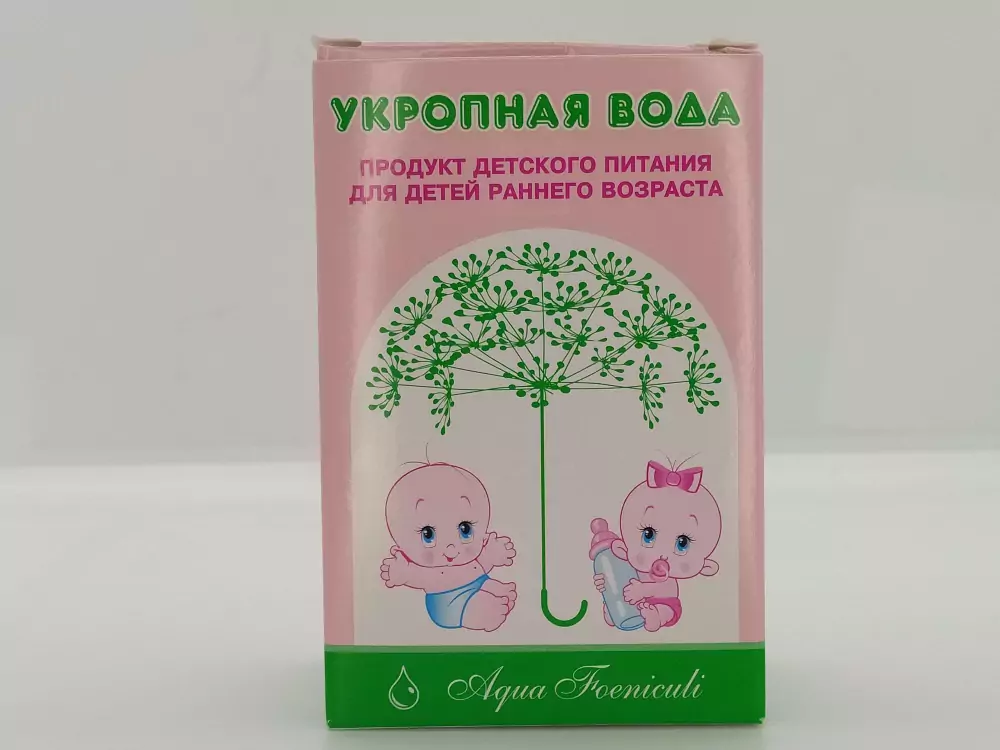 УКРОПНАЯ ВОДА
ПРОДУКТ ДЕТСКОГО ПИТАНИЯ
ДЛЯ ДЕТЕЙ РАННЕГО ВОЗРАСТА
Aqua Foeniculi